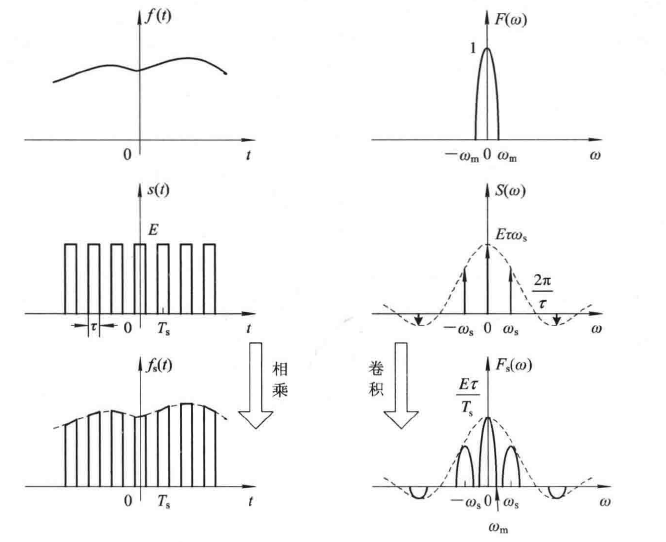 f(t)
0
t
F(ω)
1
−ωm 0 ωm
ω
s(t)
E
τ
0
Ts
t
S(ω)
Eτωs
2π/τ
−ωs 0 ωs
ω
fs(t)
0
Ts
t
相乘
卷积
Fs(ω)
Eτ/Ts
−ωs 0 ωs
ωm
ω